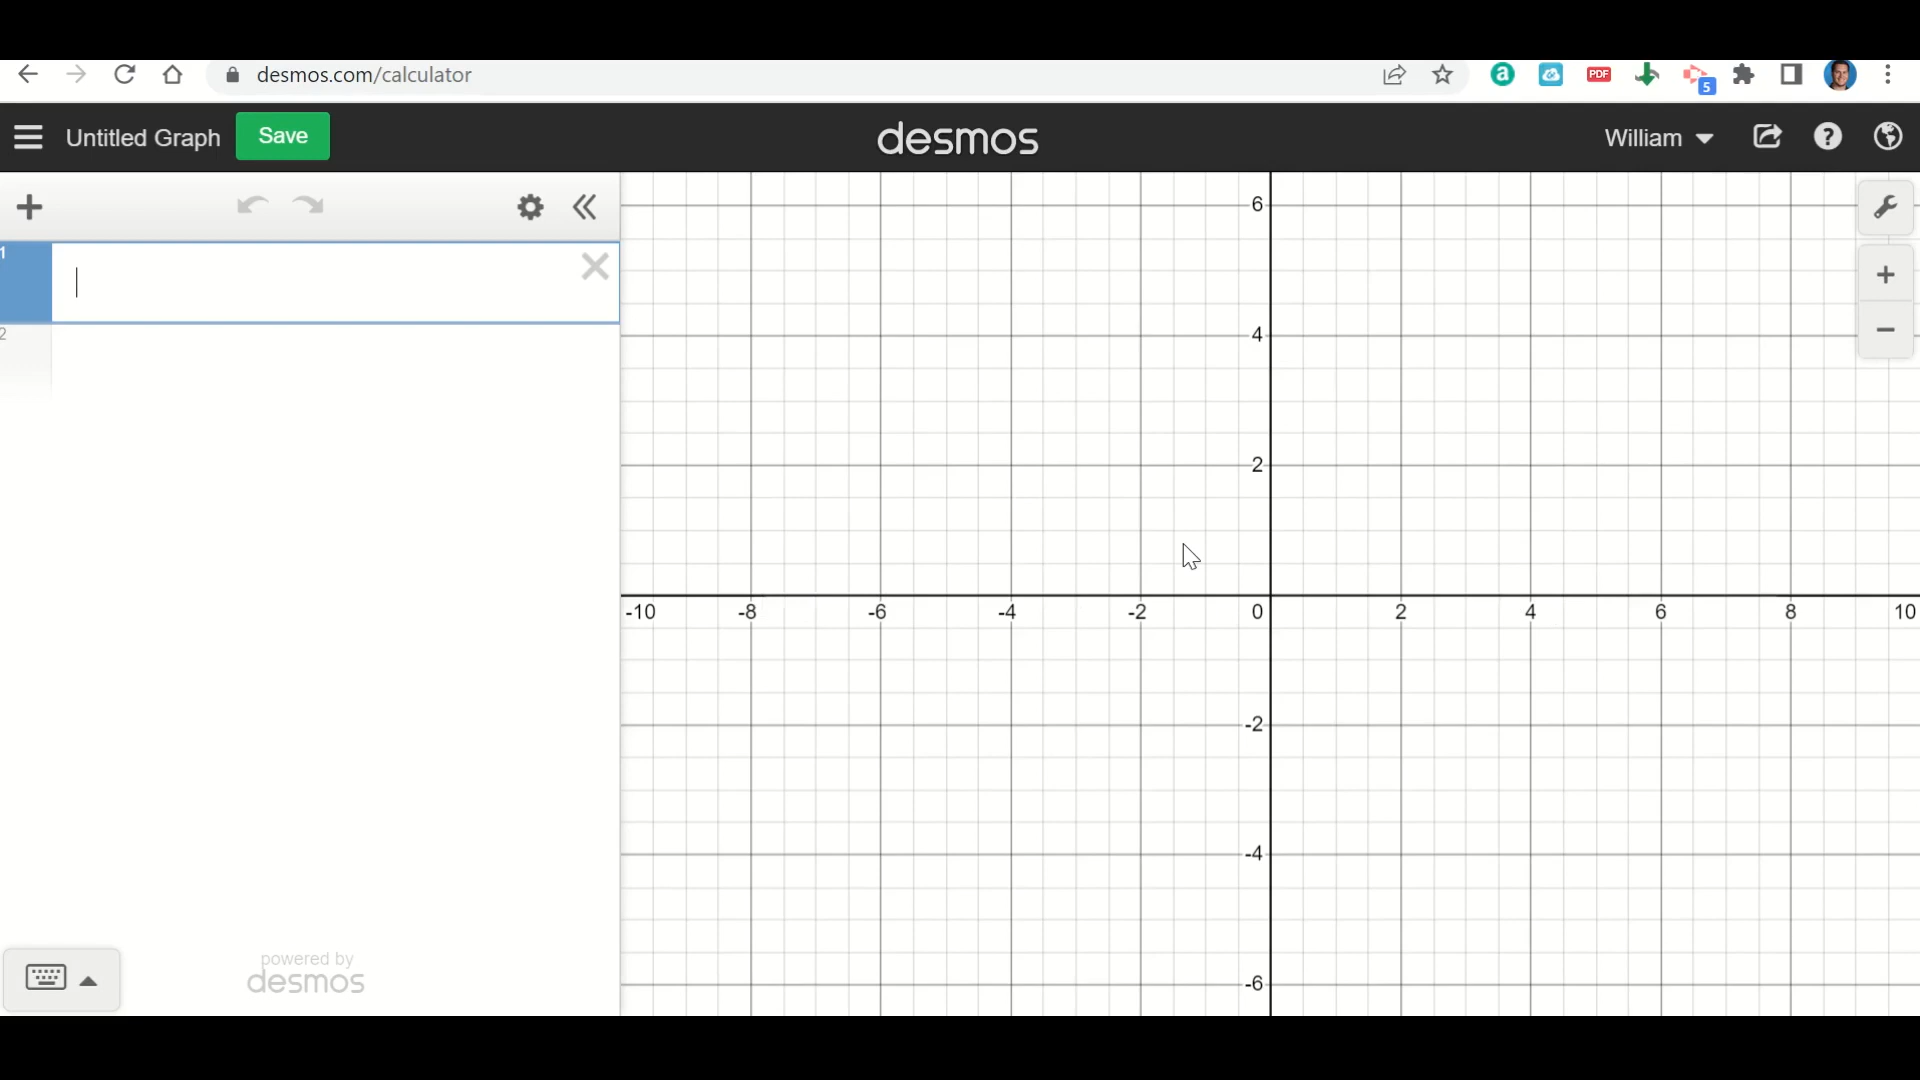 desmos.com/calculator
a
PDF
5
Untitled Graph
Save
desmos
William
?
1
2
6
4
2
-10 -8 -6 -4 -2 0 2 4 6 8 10
-2
-4
-6
powered by
desmos